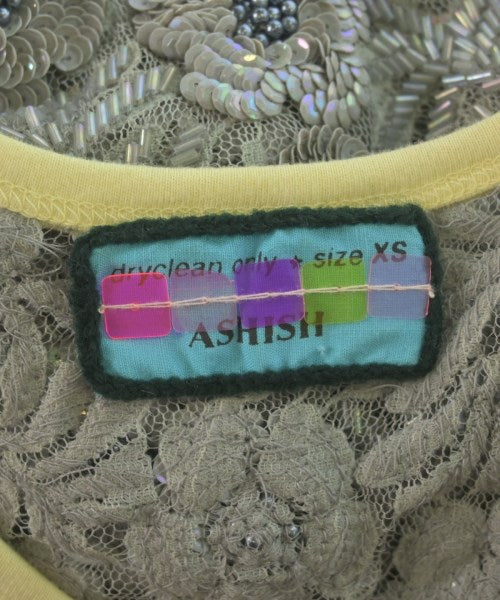 dryclean only + size XS
ASHISH